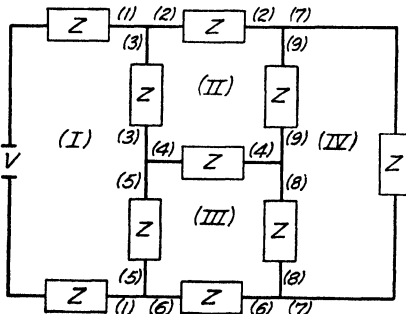 (1) (2) (2) (7)
Z Z
(3) (9)
Z (II) Z
(I) (3) (9) (IV)
V (4) Z (4) Z
(5) (8)
Z (III) Z
(5) (8)
Z (1) (6) Z (6) (7)